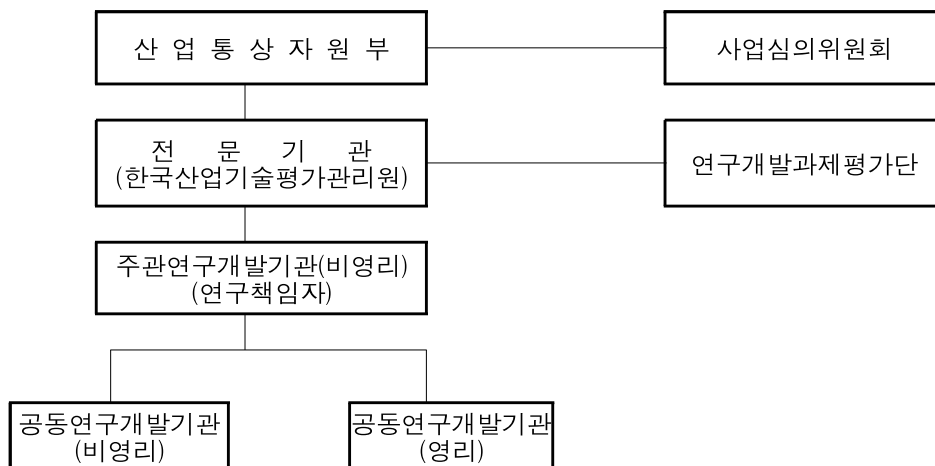 산 업 통 상 자 원 부
사업심의위원회
전 문 기 관
(한국산업기술평가관리원)
연구개발과제평가단
주관연구개발기관(비영리)
(연구책임자)
공동연구개발기관
(비영리)
공동연구개발기관
(영리)